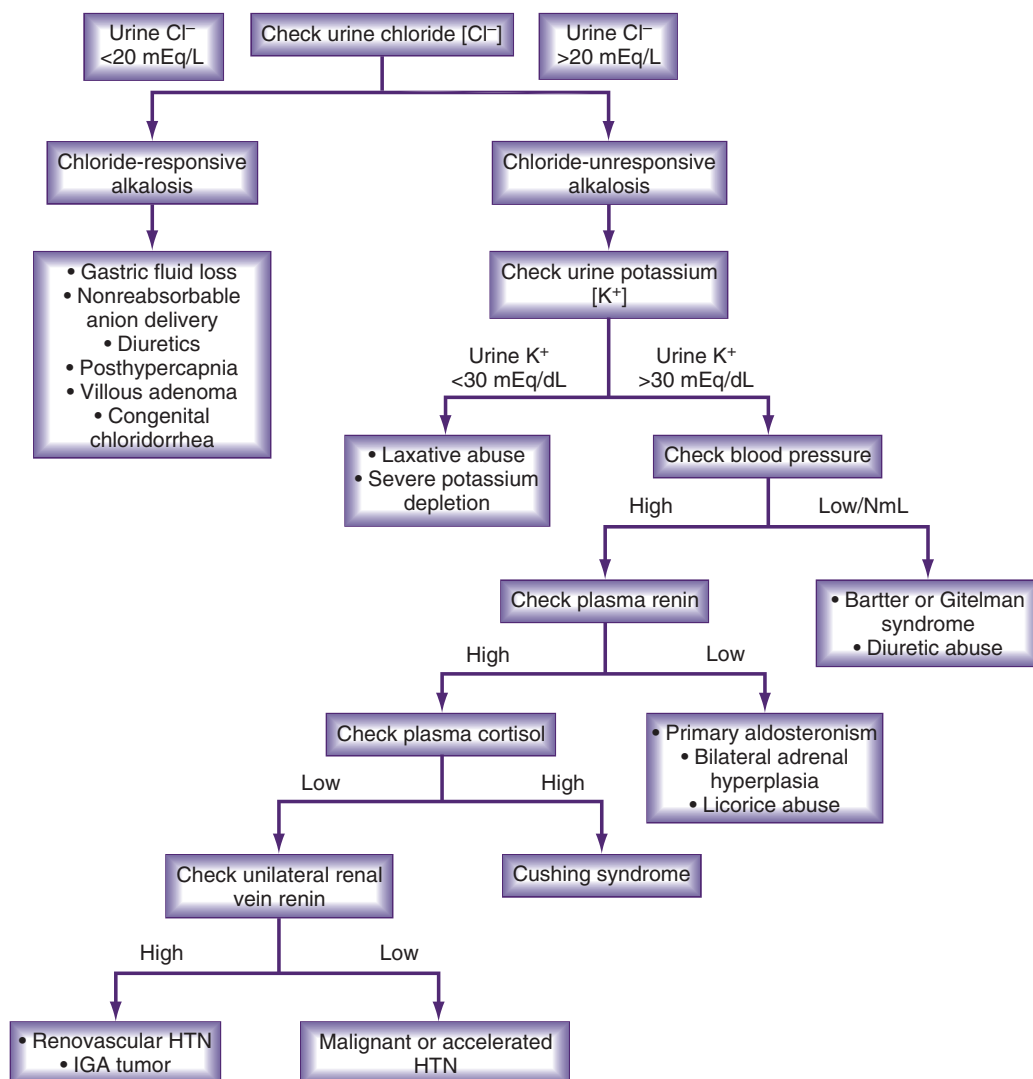 Urine Cl⁻
<20 mEq/L
Check urine chloride [Cl⁻]
Urine Cl⁻
>20 mEq/L
Chloride-responsive
alkalosis
Chloride-unresponsive
alkalosis
• Gastric fluid loss
• Nonreabsorbable
anion delivery
• Diuretics
• Posthypercapnia
• Villous adenoma
• Congenital
chloridorrhea
Check urine potassium
[K⁺]
Urine K⁺
<30 mEq/dL
Urine K⁺
>30 mEq/dL
• Laxative abuse
• Severe potassium
depletion
Check blood pressure
High
Low/NmL
Check plasma renin
• Bartter or Gitelman
syndrome
• Diuretic abuse
High
Low
Check plasma cortisol
• Primary aldosteronism
• Bilateral adrenal
hyperplasia
• Licorice abuse
Low
High
Check unilateral renal
vein renin
Cushing syndrome
High
Low
• Renovascular HTN
• IGA tumor
Malignant or accelerated
HTN